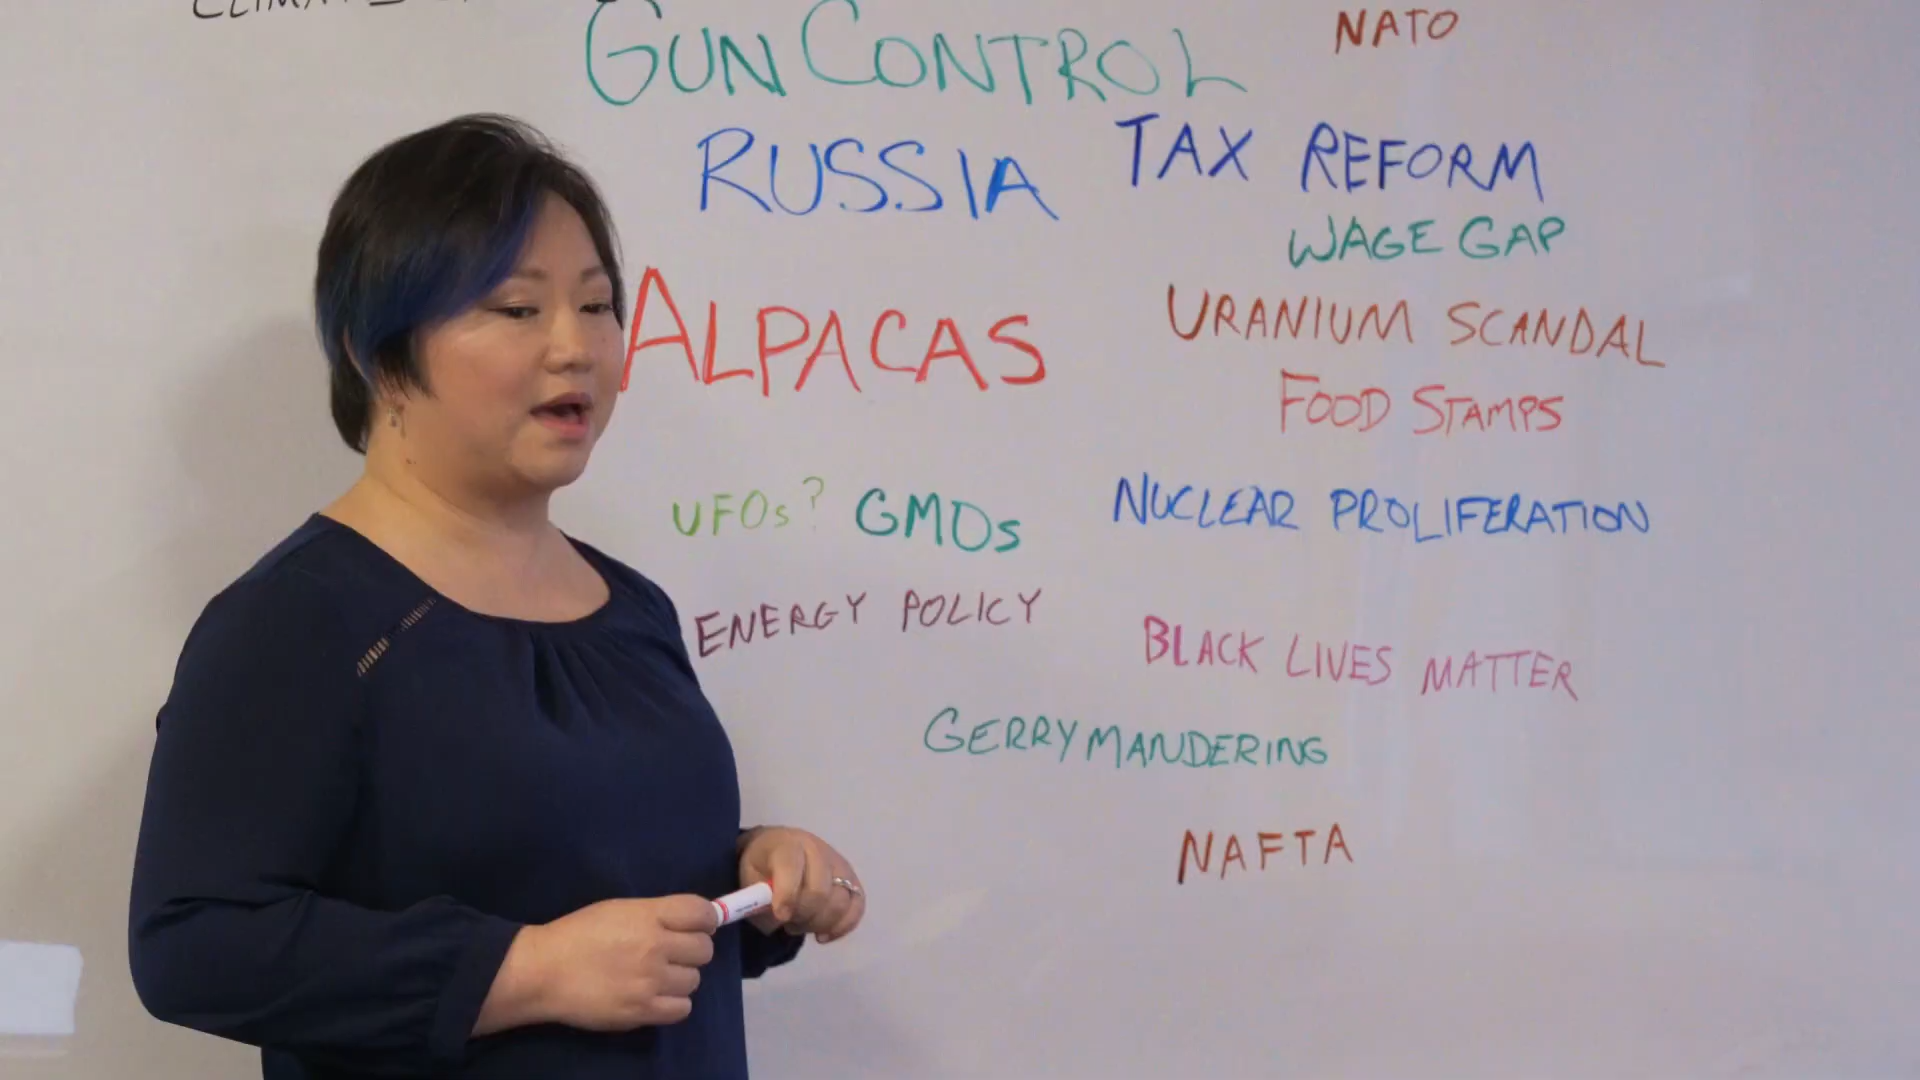 GUN CONTROL
NATO
RUSSIA
TAX REFORM
WAGE GAP
ALPACAS
URANIUM SCANDAL
FOOD STAMPS
UFOs? GMOs
NUCLEAR PROLIFERATION
ENERGY POLICY
BLACK LIVES MATTER
GERRYMANDERING
NAFTA